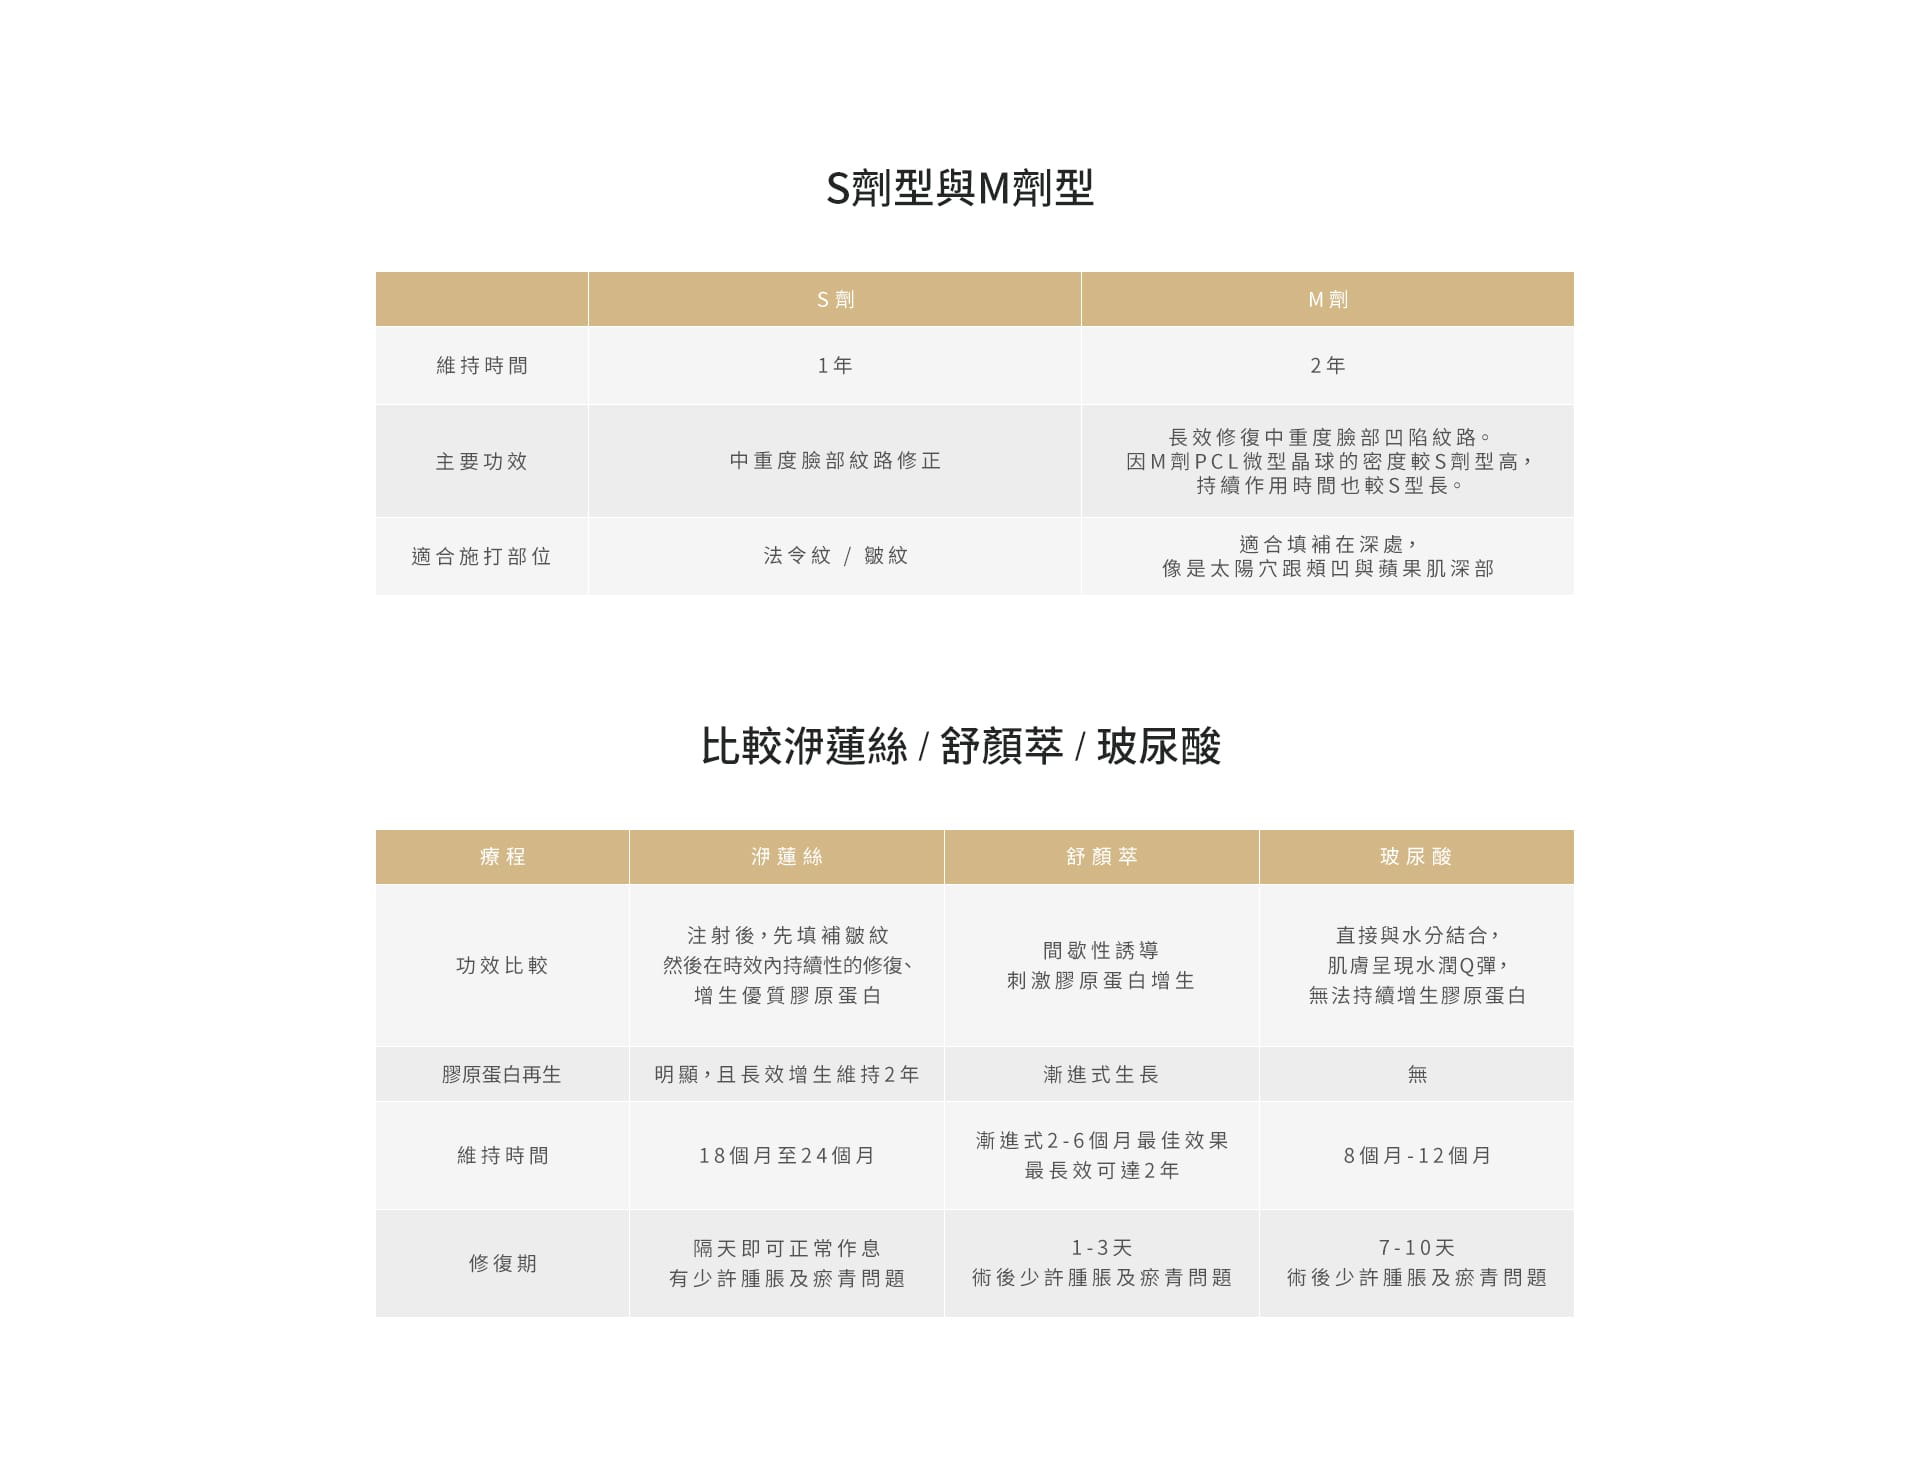 S劑型與M劑型
S劑 M劑
維持時間 1年 2年
主要功效 中重度臉部紋路修正 長效修復中重度臉部凹陷紋路。
因M劑PCL微型晶球的密度較S劑型高，
持續作用時間也較S型長。
適合施打部位 法令紋 / 皺紋 適合填補在深處，
像是太陽穴跟頰凹與蘋果肌深部
比較洢蓮絲 / 舒顏萃 / 玻尿酸
療程 洢蓮絲 舒顏萃 玻尿酸
功效比較
注射後，先填補皺紋
然後在時效內持續性的修復、
增生優質膠原蛋白
間歇性誘導
刺激膠原蛋白增生
直接與水分結合，
肌膚呈現水潤Q彈，
無法持續增生膠原蛋白
膠原蛋白再生 明顯，且長效增生維持2年 漸進式生長 無
維持時間 18個月至24個月
漸進式2-6個月最佳效果
最長效可達2年
8個月-12個月
修復期
隔天即可正常作息
有少許腫脹及瘀青問題
1-3天
術後少許腫脹及瘀青問題
7-10天
術後少許腫脹及瘀青問題